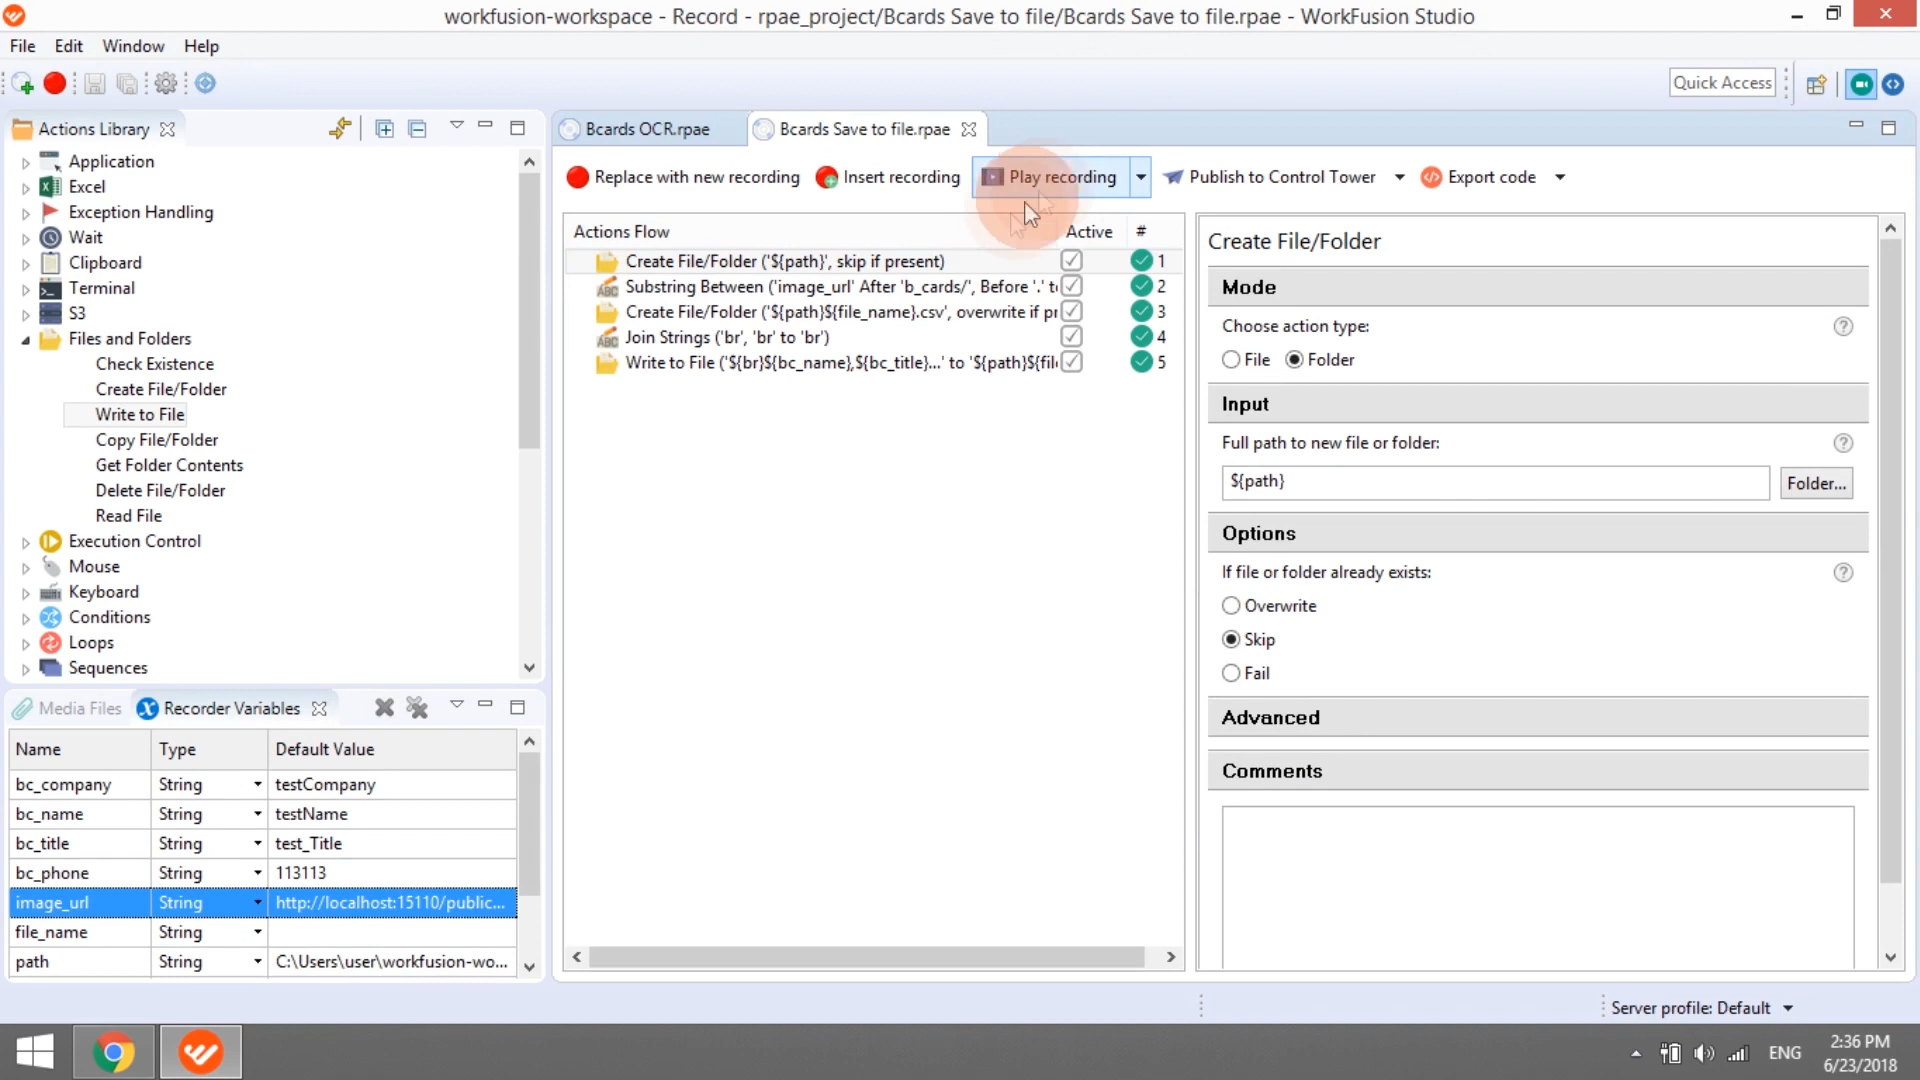 workfusion-workspace - Record - rpae_project/Bcards Save to file/Bcards Save to file.rpae - WorkFusion Studio
File Edit Window Help
Quick Access
Actions Library
Application
Excel
Exception Handling
Wait
Clipboard
Terminal
S3
Files and Folders
Check Existence
Create File/Folder
Write to File
Copy File/Folder
Get Folder Contents
Delete File/Folder
Read File
Execution Control
Mouse
Keyboard
Conditions
Loops
Sequences
Media Files Recorder Variables
Name Type Default Value
bc_company String testCompany
bc_name String testName
bc_title String test_Title
bc_phone String 113113
image_url String http://localhost:15110/public...
file_name String
path String C:\Users\user\workfusion-wo...
Bcards OCR.rpae Bcards Save to file.rpae
Replace with new recording Insert recording Play recording Publish to Control Tower Export code
Actions Flow Active #
Create File/Folder ('${path}', skip if present) 1
ABC Substring Between ('image_url' After 'b_cards/', Before '.' to 2
Create File/Folder ('${path}${file_name}.csv', overwrite if pr 3
ABC Join Strings ('br', 'br' to 'br') 4
Write to File ('${br}${bc_name},${bc_title}...' to '${path}${fil 5
Create File/Folder
Mode
Choose action type: ?
File Folder
Input
Full path to new file or folder: ?
${path} Folder...
Options
If file or folder already exists: ?
Overwrite
Skip
Fail
Advanced
Comments
Server profile: Default
ENG
2:36 PM
6/23/2018